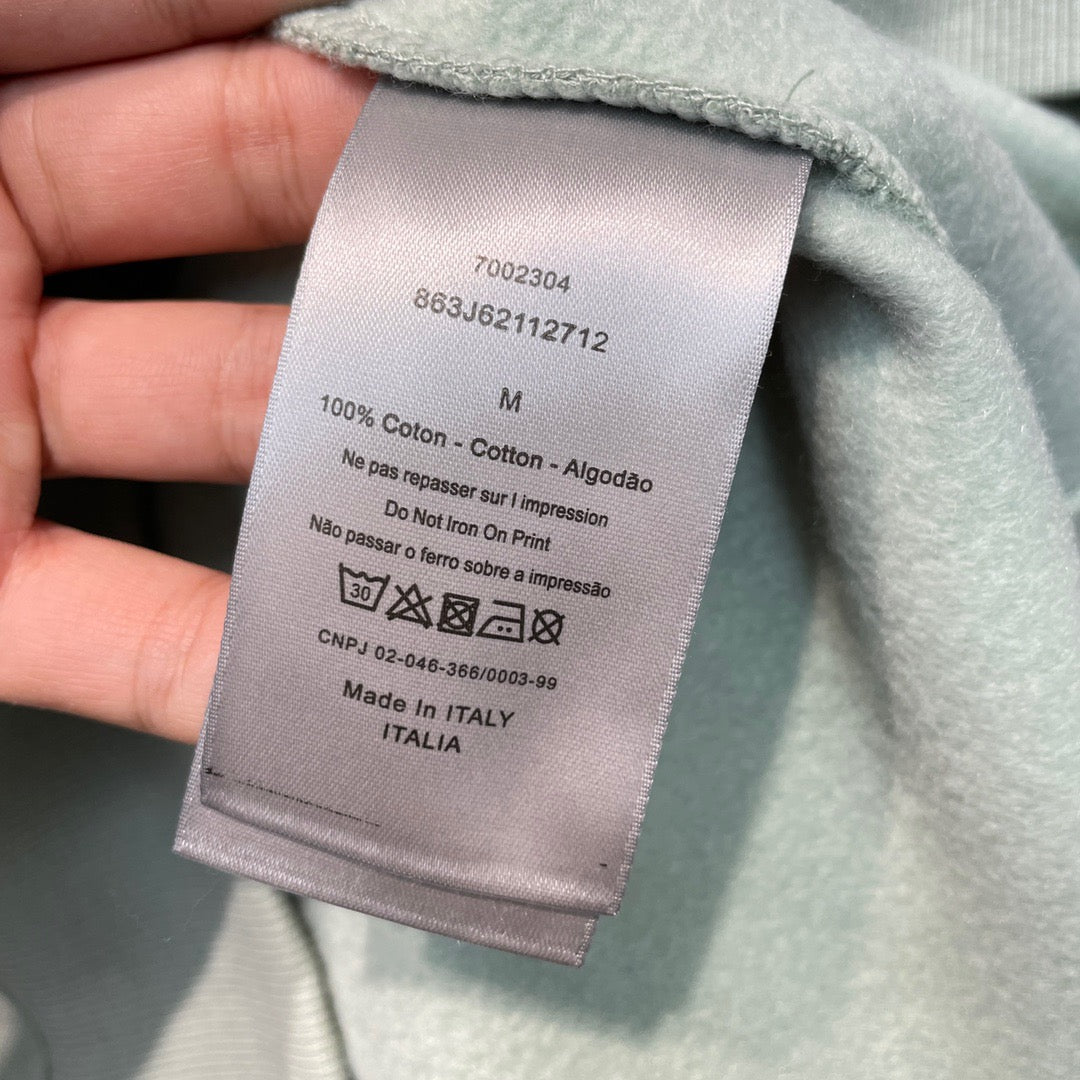 7002304
863J62112712
M
100% Coton - Cotton - Algodão
Ne pas repasser sur l impression
Do Not Iron On Print
Não passar o ferro sobre a impressão
30
CNPJ 02-046-366/0003-99
Made In ITALY
ITALIA